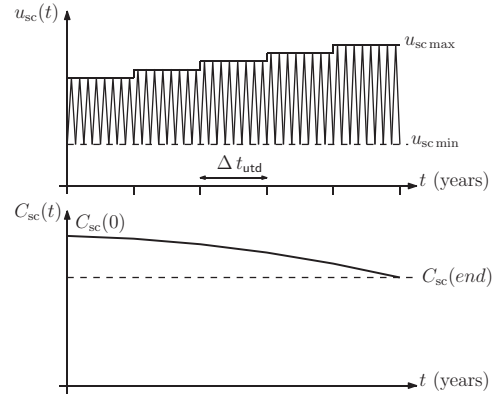 u_sc(t)
u_sc max
u_sc min
Δ t_utd
t (years)
C_sc(t)
C_sc(0)
C_sc(end)
t (years)